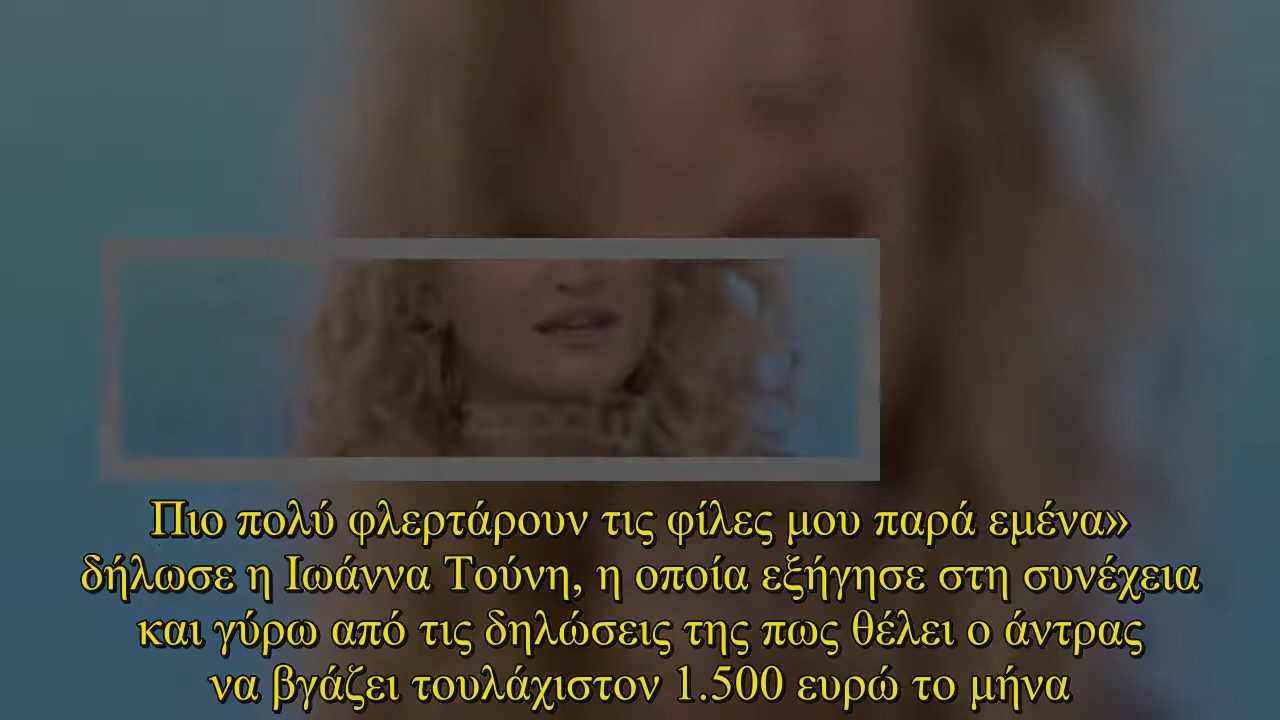 Πιο πολύ φλερτάρουν τις φίλες μου παρά εμένα»
δήλωσε η Ιωάννα Τούνη, η οποία εξήγησε στη συνέχεια
και γύρω από τις δηλώσεις της πως θέλει ο άντρας
να βγάζει τουλάχιστον 1.500 ευρώ το μήνα